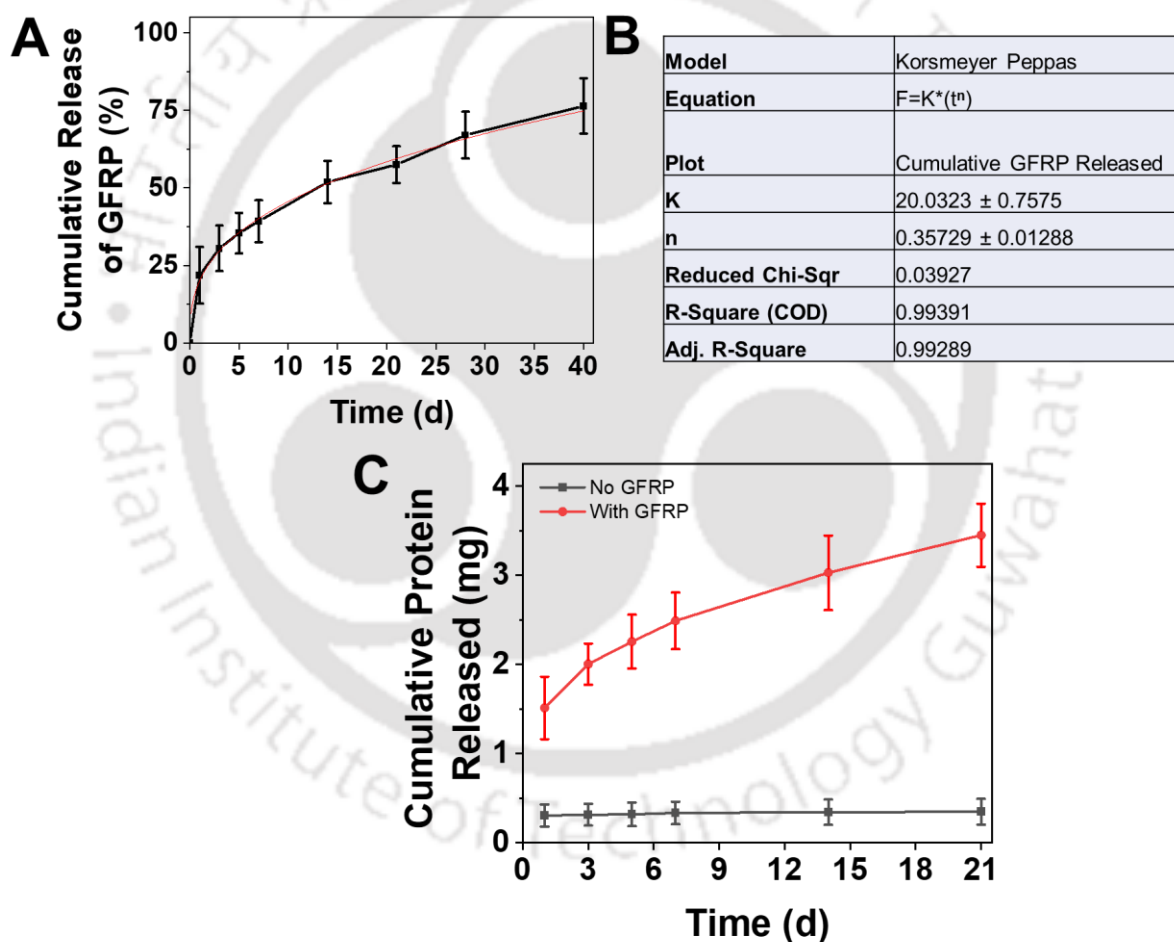 A
Cumulative Release
of GFRP (%)
100
75
50
25
0
0 5 10 15 20 25 30 35 40
Time (d)
B
Model Korsmeyer Peppas
Equation F=K*(tⁿ)
Plot Cumulative GFRP Released
K 20.0323 ± 0.7575
n 0.35729 ± 0.01288
Reduced Chi-Sqr 0.03927
R-Square (COD) 0.99391
Adj. R-Square 0.99289
C
Cumulative Protein
Released (mg)
4
3
2
1
0
No GFRP
With GFRP
0 3 6 9 12 15 18 21
Time (d)
Indian Institute of Technology Guwahat